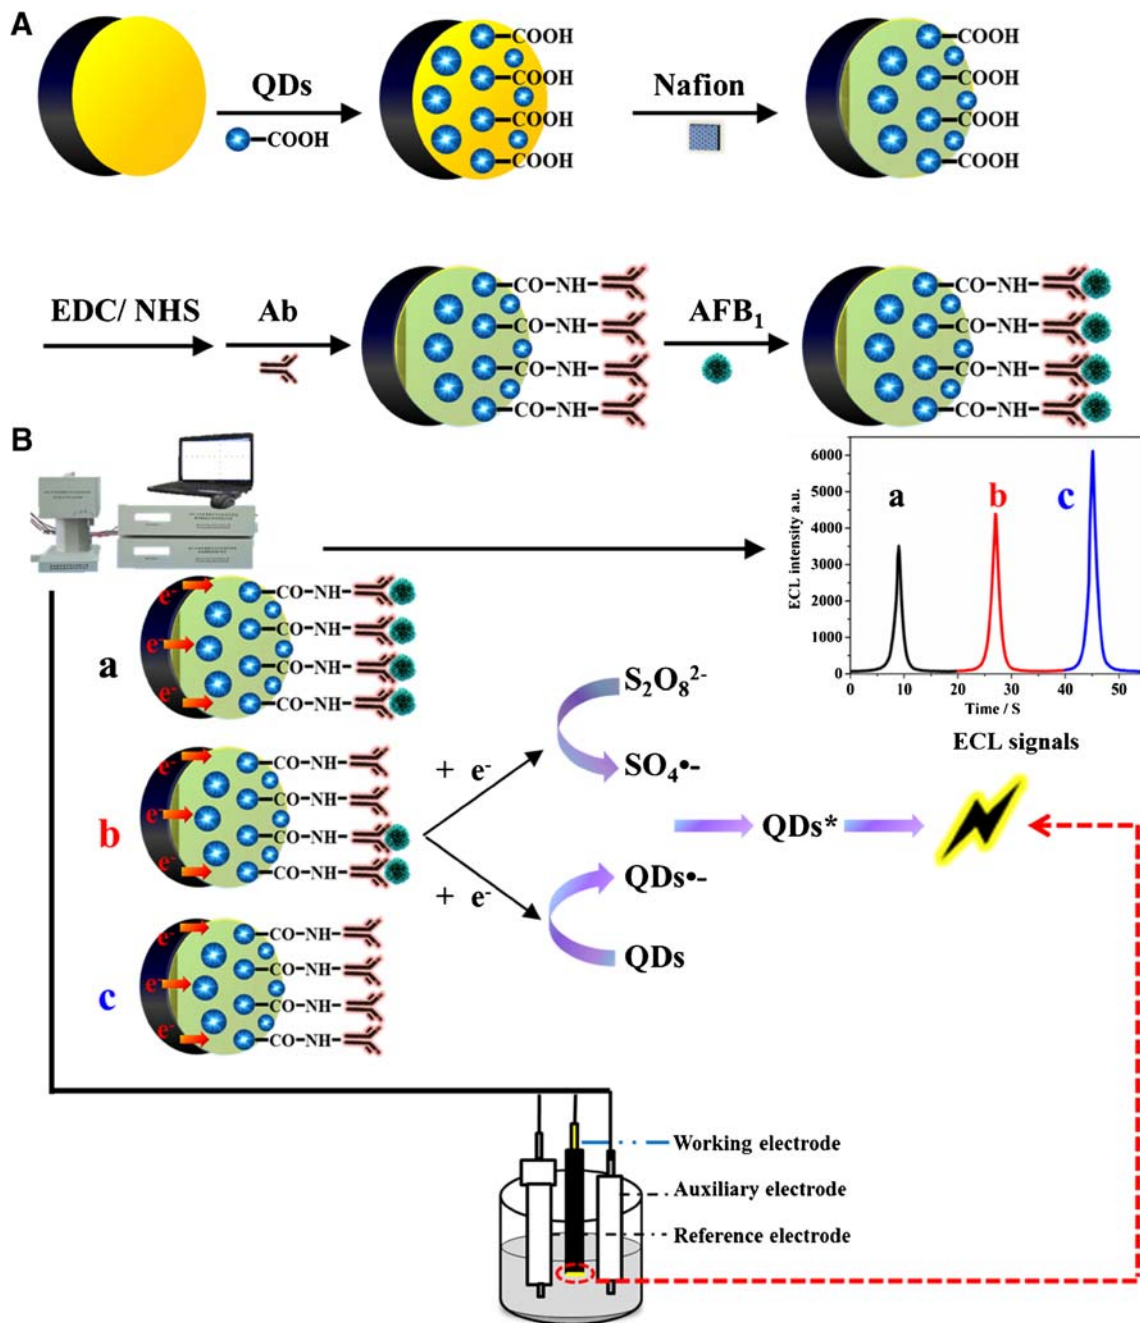 A
QDs
COOH
COOH
COOH
COOH
COOH
Nafion
COOH
COOH
COOH
COOH
EDC/ NHS
Ab
CO-NH
CO-NH
CO-NH
CO-NH
AFB₁
CO-NH
CO-NH
CO-NH
CO-NH
B
ECL intensity a.u.
6000
5000
4000
3000
2000
1000
0
a
b
c
0
10
20
30
40
50
Time / S
ECL signals
a
e⁻
e⁻
e⁻
CO-NH
CO-NH
CO-NH
CO-NH
b
e⁻
e⁻
e⁻
CO-NH
CO-NH
CO-NH
CO-NH
c
e⁻
e⁻
e⁻
CO-NH
CO-NH
CO-NH
CO-NH
+ e⁻
+ e⁻
S₂O₈²⁻
SO₄•-
QDs*
QDs•-
QDs
Working electrode
Auxiliary electrode
Reference electrode